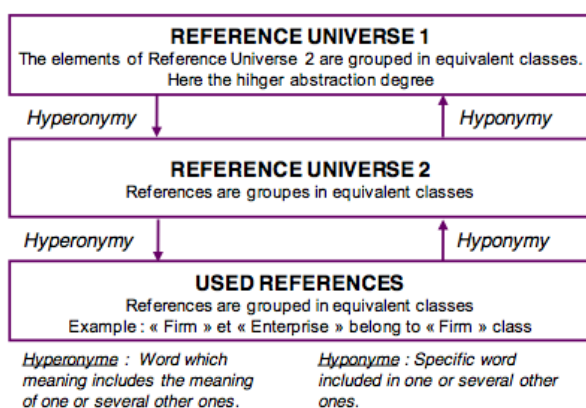 REFERENCE UNIVERSE 1
The elements of Reference Universe 2 are grouped in equivalent classes.
Here the hihger abstraction degree
Hyperonymy
Hyponymy
REFERENCE UNIVERSE 2
References are groupes in equivalent classes
Hyperonymy
Hyponymy
USED REFERENCES
References are grouped in equivalent classes
Example : « Firm » et « Enterprise » belong to « Firm » class
Hyperonyme : Word which
meaning includes the meaning
of one or several other ones.
Hyponyme : Specific word
included in one or several other
ones.